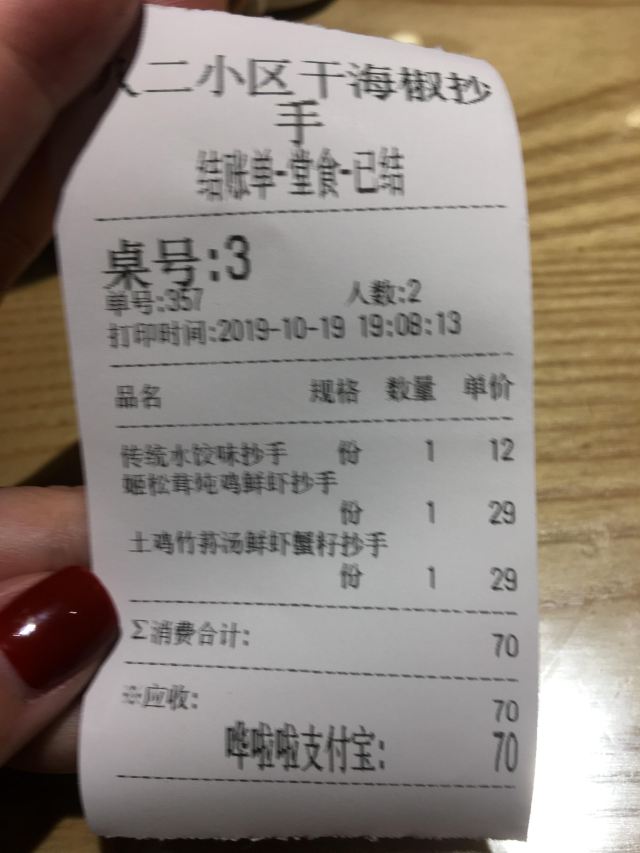 二小区干海椒抄
手
结账单-堂食-已结
桌号:3
单号:357 人数:2
打印时间:2019-10-19 19:08:13
品名 规格 数量 单价
传统水饺味抄手 份 1 12
姬松茸炖鸡鲜虾抄手
份 1 29
土鸡竹荪汤鲜虾蟹籽抄手
份 1 29
Σ消费合计: 70
※应收: 70
哗啦啦支付宝: 70